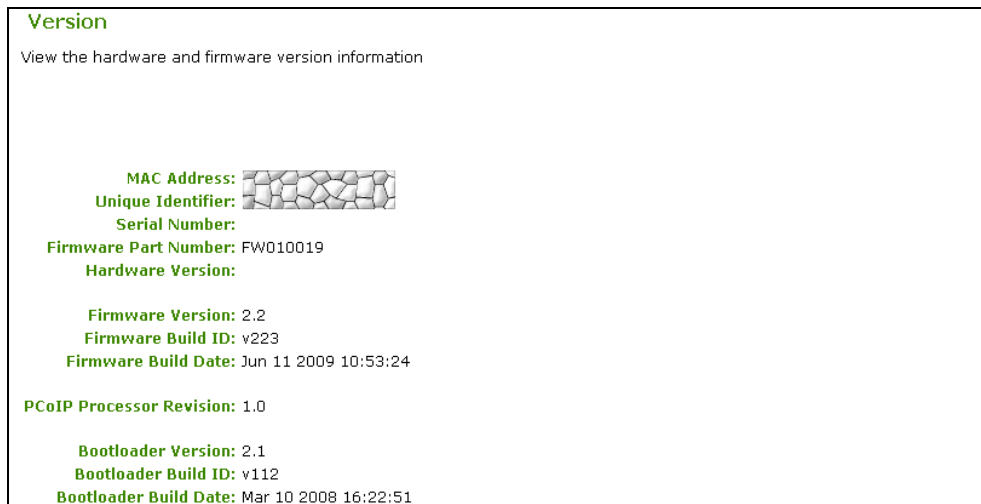 Version
View the hardware and firmware version information
MAC Address:
Unique Identifier:
Serial Number:
Firmware Part Number: FW010019
Hardware Version:
Firmware Version: 2.2
Firmware Build ID: v223
Firmware Build Date: Jun 11 2009 10:53:24
PCoIP Processor Revision: 1.0
Bootloader Version: 2.1
Bootloader Build ID: v112
Bootloader Build Date: Mar 10 2008 16:22:51